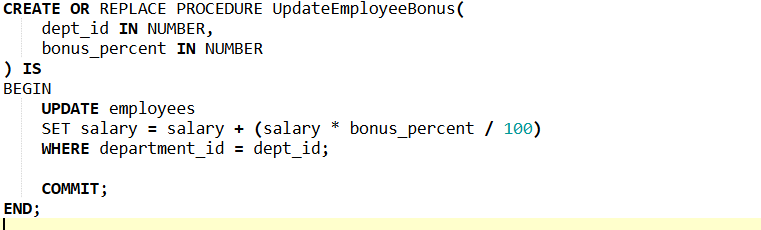 CREATE OR REPLACE PROCEDURE UpdateEmployeeBonus(
    dept_id IN NUMBER,
    bonus_percent IN NUMBER
) IS
BEGIN
    UPDATE employees
    SET salary = salary + (salary * bonus_percent / 100)
    WHERE department_id = dept_id;

    COMMIT;
END;